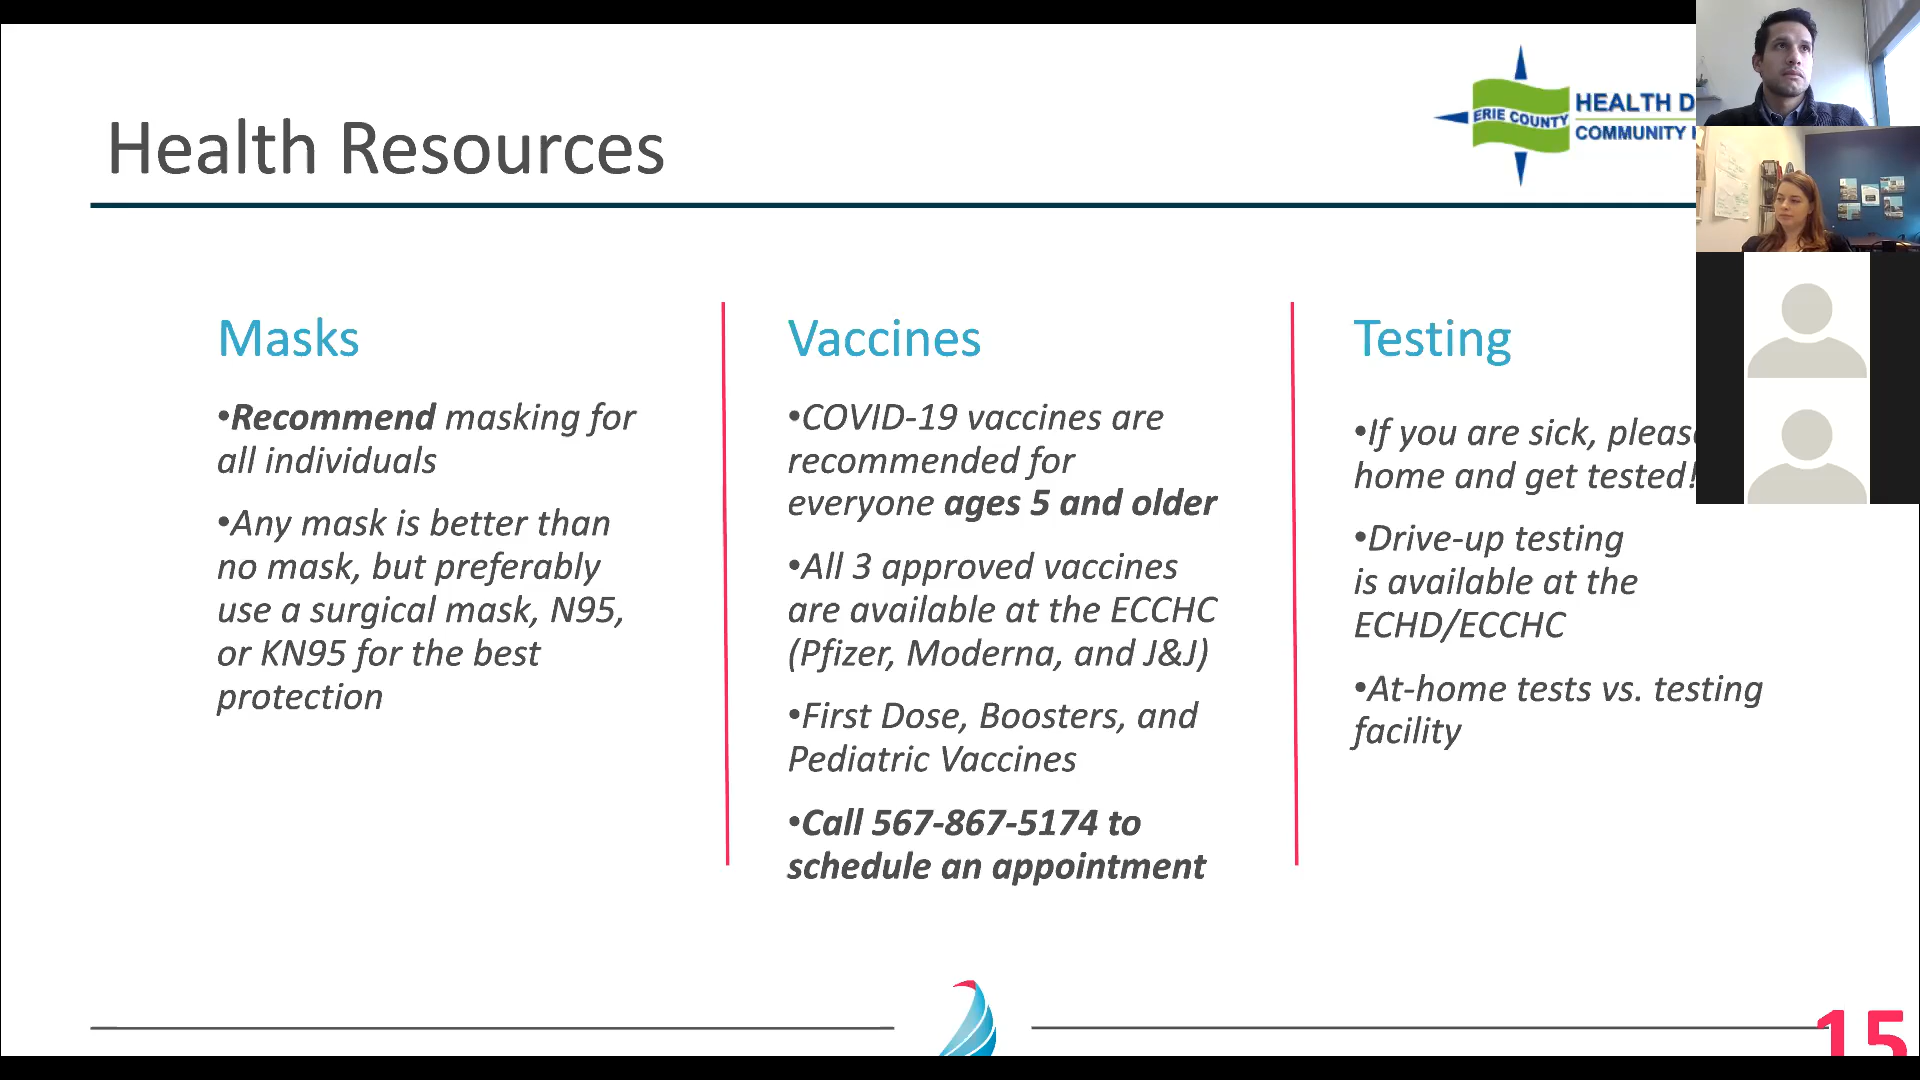 Health Resources
ERIE COUNTY
HEALTH
COMMUNITY
Masks
•Recommend masking for
all individuals
•Any mask is better than
no mask, but preferably
use a surgical mask, N95,
or KN95 for the best
protection
Vaccines
•COVID-19 vaccines are
recommended for
everyone ages 5 and older
•All 3 approved vaccines
are available at the ECCHC
(Pfizer, Moderna, and J&J)
•First Dose, Boosters, and
Pediatric Vaccines
•Call 567-867-5174 to
schedule an appointment
Testing
•If you are sick,
home and get tested!
•Drive-up testing
is available at the
ECHD/ECCHC
•At-home tests vs. testing
facility
15